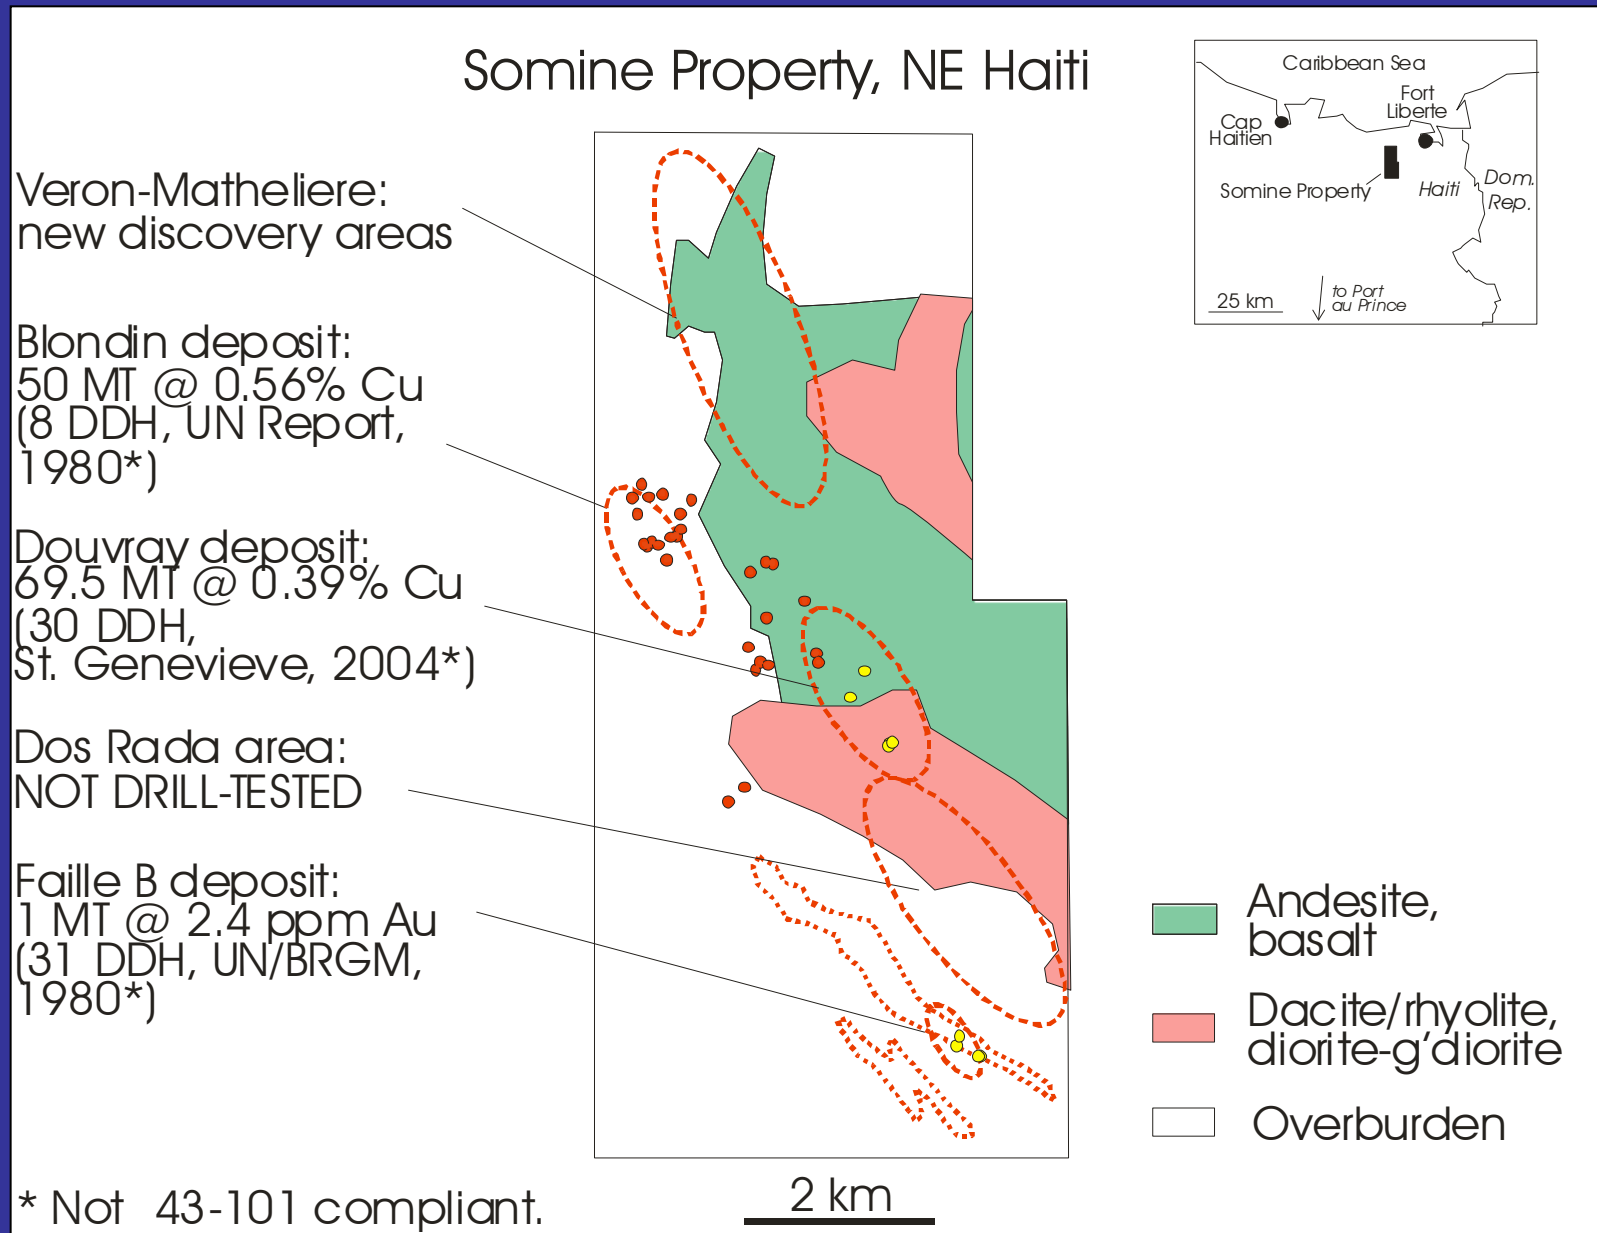 Somine Property, NE Haiti
Veron-Matheliere:
new discovery areas
Blondin deposit:
50 MT @ 0.56% Cu
(8 DDH, UN Report,
1980*)
Douvray deposit:
69.5 MT @ 0.39% Cu
(30 DDH,
St. Genevieve, 2004*)
Dos Rada area:
NOT DRILL-TESTED
Faille B deposit:
1 MT @ 2.4 ppm Au
(31 DDH, UN/BRGM,
1980*)
* Not 43-101 compliant.
2 km
Caribbean Sea
Fort
Liberte
Cap
Haitien
Somine Property
Haiti
Dom.
Rep.
25 km
to Port
au Prince
Andesite,
basalt
Dacite/rhyolite,
diorite-g'diorite
Overburden